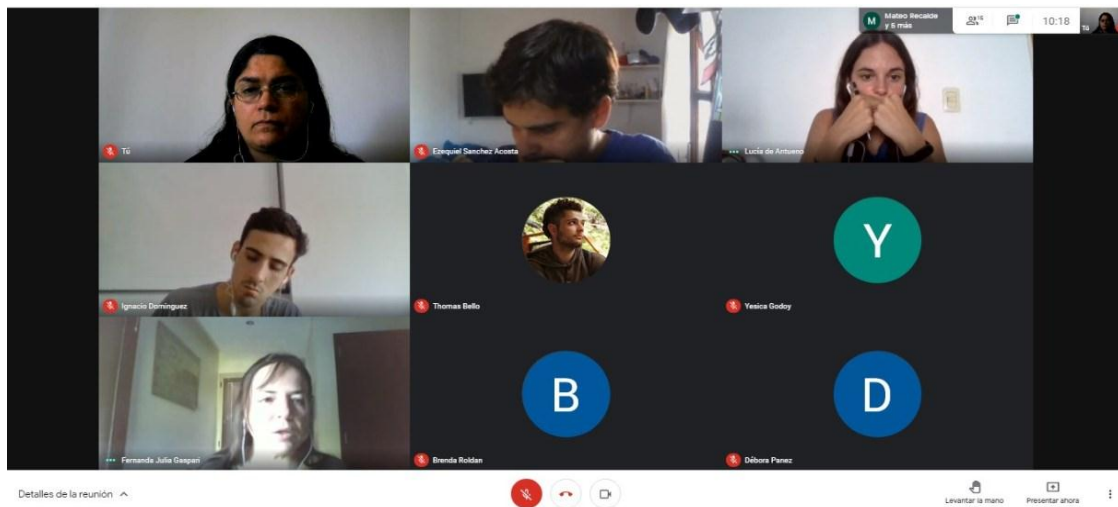 M
Mateo Recalde
y 6 más
15
10:18
Tú
Tú
Ezequiel Sanchez Acosta
Lucía de Antueno
Ignacio Dominguez
Thomas Bello
Y
Yesica Godoy
Fernanda Julia Gaspari
B
Brenda Roldan
D
Débora Panez
Detalles de la reunión
Levantar la mano
Presentar ahora